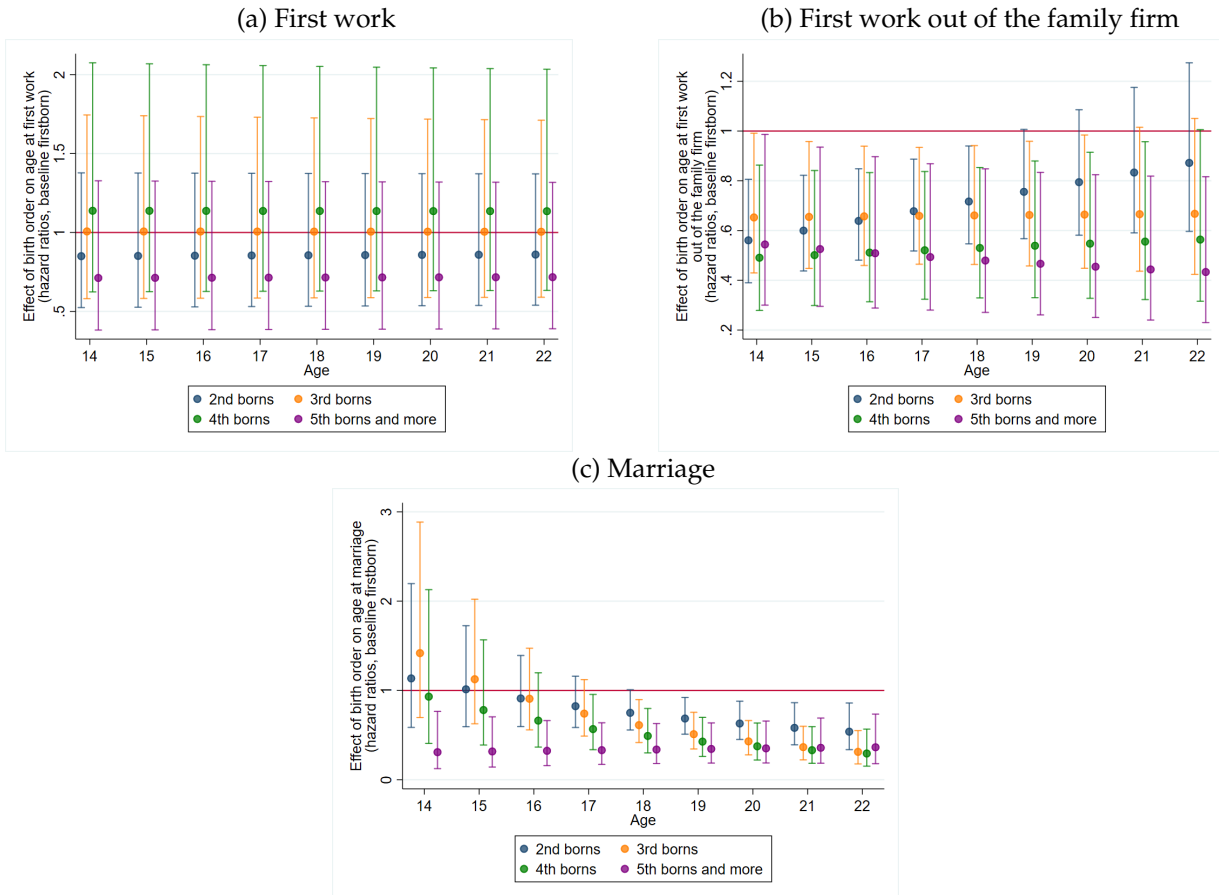 (a) First work
Effect of birth order on age at first work
(hazard ratios, baseline firstborn)
2
1.5
1
.5
14 15 16 17 18 19 20 21 22
Age
2nd borns 3rd borns
4th borns 5th borns and more
(b) First work out of the family firm
Effect of birth order on age at first work
out of the family firm
(hazard ratios, baseline firstborn)
1.2
1
.8
.6
.4
.2
14 15 16 17 18 19 20 21 22
Age
2nd borns 3rd borns
4th borns 5th borns and more
(c) Marriage
Effect of birth order on age at marriage
(hazard ratios, baseline firstborn)
3
2
1
0
14 15 16 17 18 19 20 21 22
Age
2nd borns 3rd borns
4th borns 5th borns and more